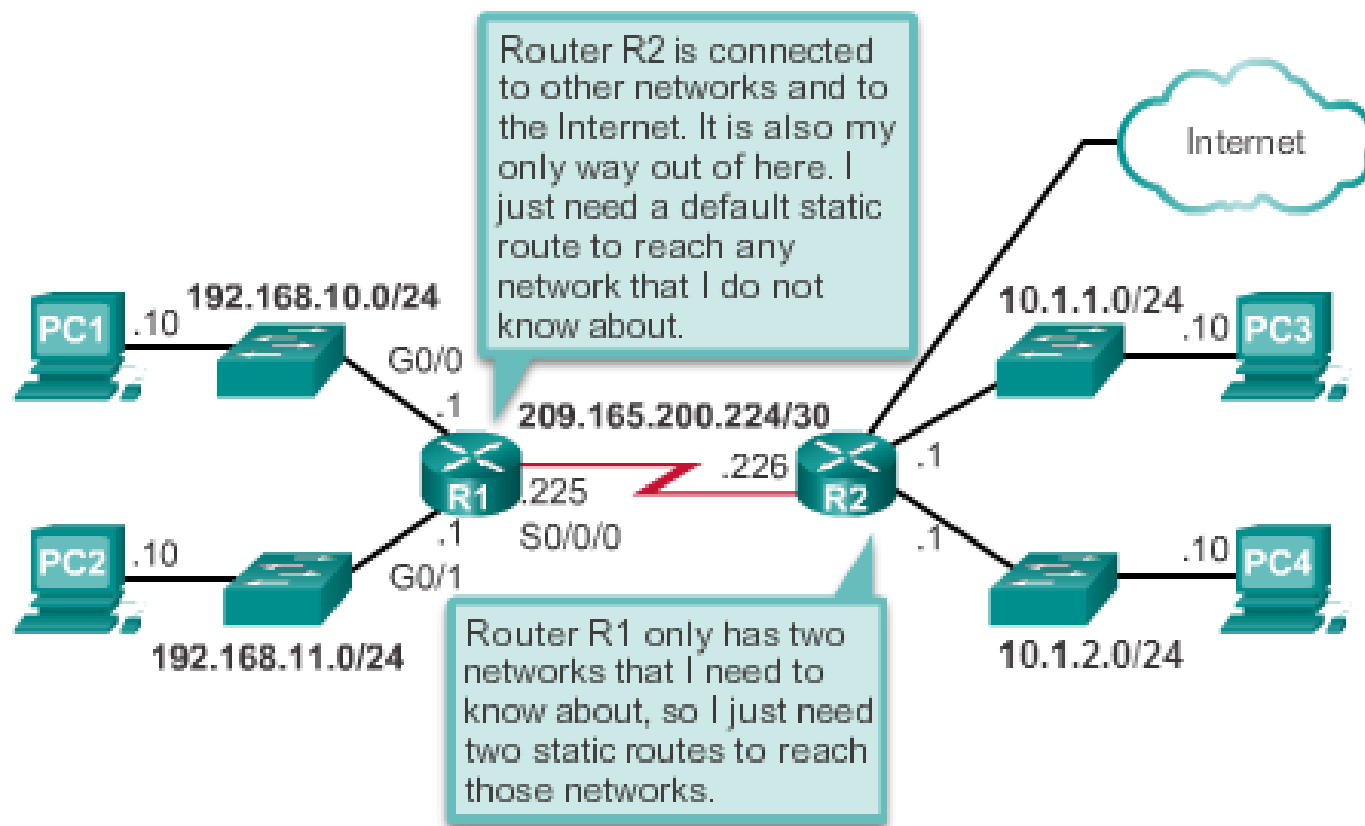 Router R2 is connected
to other networks and to
the Internet. It is also my
only way out of here. I
just need a default static
route to reach any
network that I do not
know about.
Internet
192.168.10.0/24
PC1
.10
G0/0
.1
10.1.1.0/24
.10
PC3
209.165.200.224/30
R1
.225
S0/0/0
.226
R2
.1
.1
G0/1
PC2
.10
192.168.11.0/24
.1
.10
PC4
10.1.2.0/24
Router R1 only has two
networks that I need to
know about, so I just need
two static routes to reach
those networks.